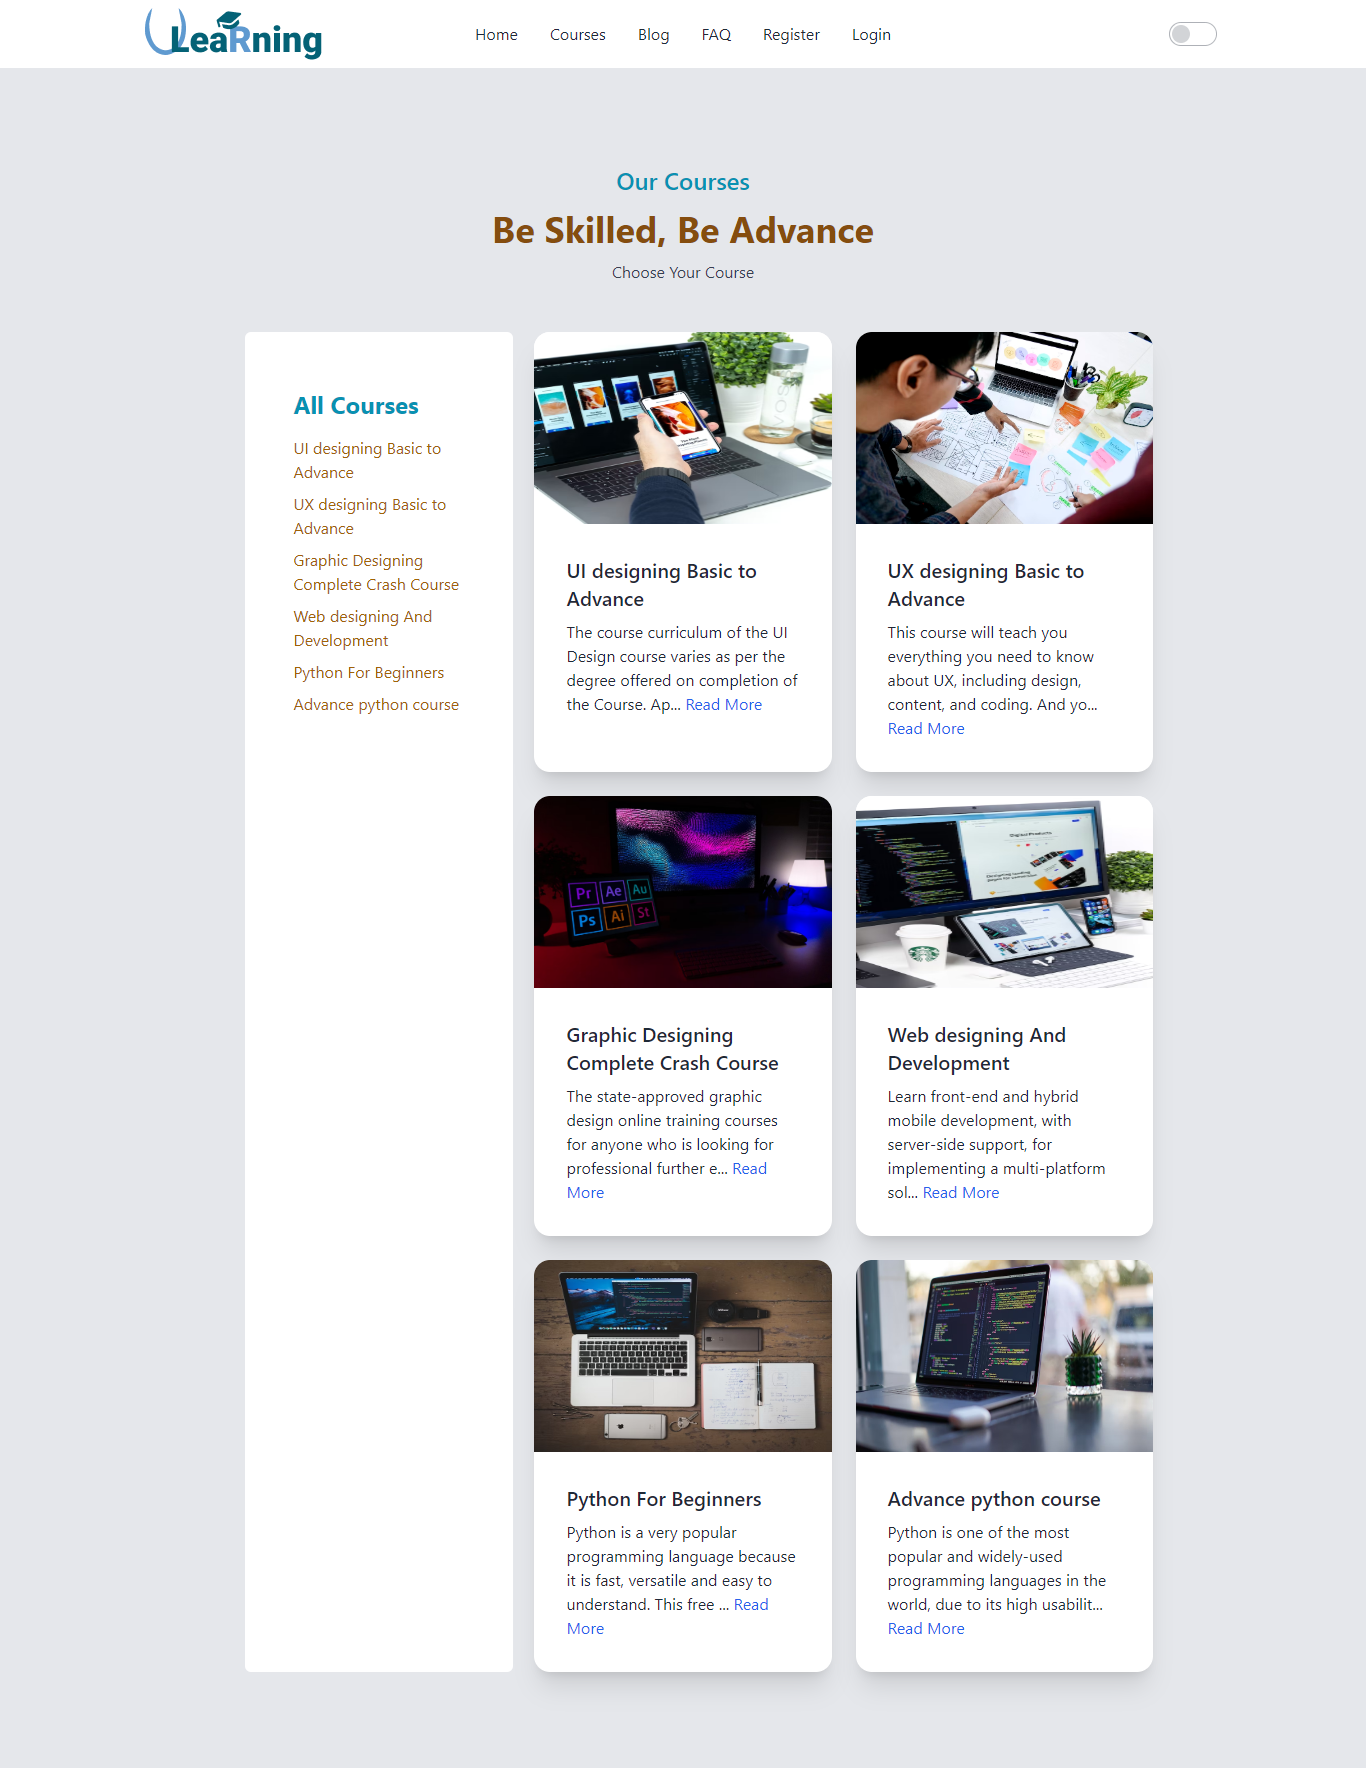 ULeaRning
Home Courses Blog FAQ Register Login
Our Courses
Be Skilled, Be Advance
Choose Your Course
All Courses
UI designing Basic to
Advance
UX designing Basic to
Advance
Graphic Designing
Complete Crash Course
Web designing And
Development
Python For Beginners
Advance python course
VOSS
UI designing Basic to
Advance
The course curriculum of the UI
Design course varies as per the
degree offered on completion of
the Course. Ap... Read More
UX designing Basic to
Advance
This course will teach you
everything you need to know
about UX, including design,
content, and coding. And yo...
Read More
Pr Ae Au
Ps Ai St
Graphic Designing
Complete Crash Course
The state-approved graphic
design online training courses
for anyone who is looking for
professional further e... Read
More
Digital Products
Web designing And
Development
Learn front-end and hybrid
mobile development, with
server-side support, for
implementing a multi-platform
sol... Read More
Python For Beginners
Python is a very popular
programming language because
it is fast, versatile and easy to
understand. This free ... Read
More
Advance python course
Python is one of the most
popular and widely-used
programming languages in the
world, due to its high usabilit...
Read More